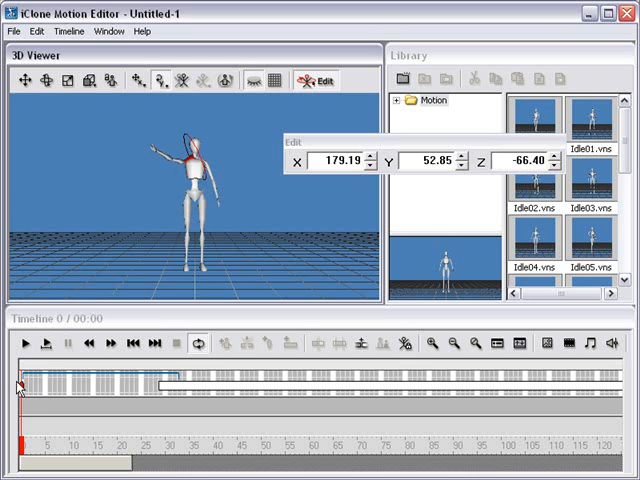 iClone Motion Editor - Untitled-1
File Edit Timeline Window Help
3D Viewer
Library
Edit
Motion
Edit
X 179.19 Y 52.85 Z -66.40
Idle01.vns
Idle02.vns Idle03.vns
Idle04.vns Idle05.vns
Timeline 0 / 00:00
5 10 15 20 25 30 35 40 45 50 55 60 65 70 75 80 85 90 95 100 105 110 115 120